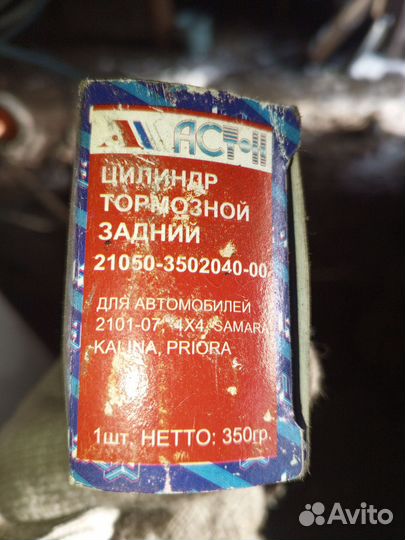 АСТ-Н
ЦИЛИНДР
ТОРМОЗНОЙ
ЗАДНИЙ
21050-3502040-00
ДЛЯ АВТОМОБИЛЕЙ
2101-07, 4X4, SAMARA
KALINA, PRIORA
1шт. НЕТТО: 350гр.
Avito